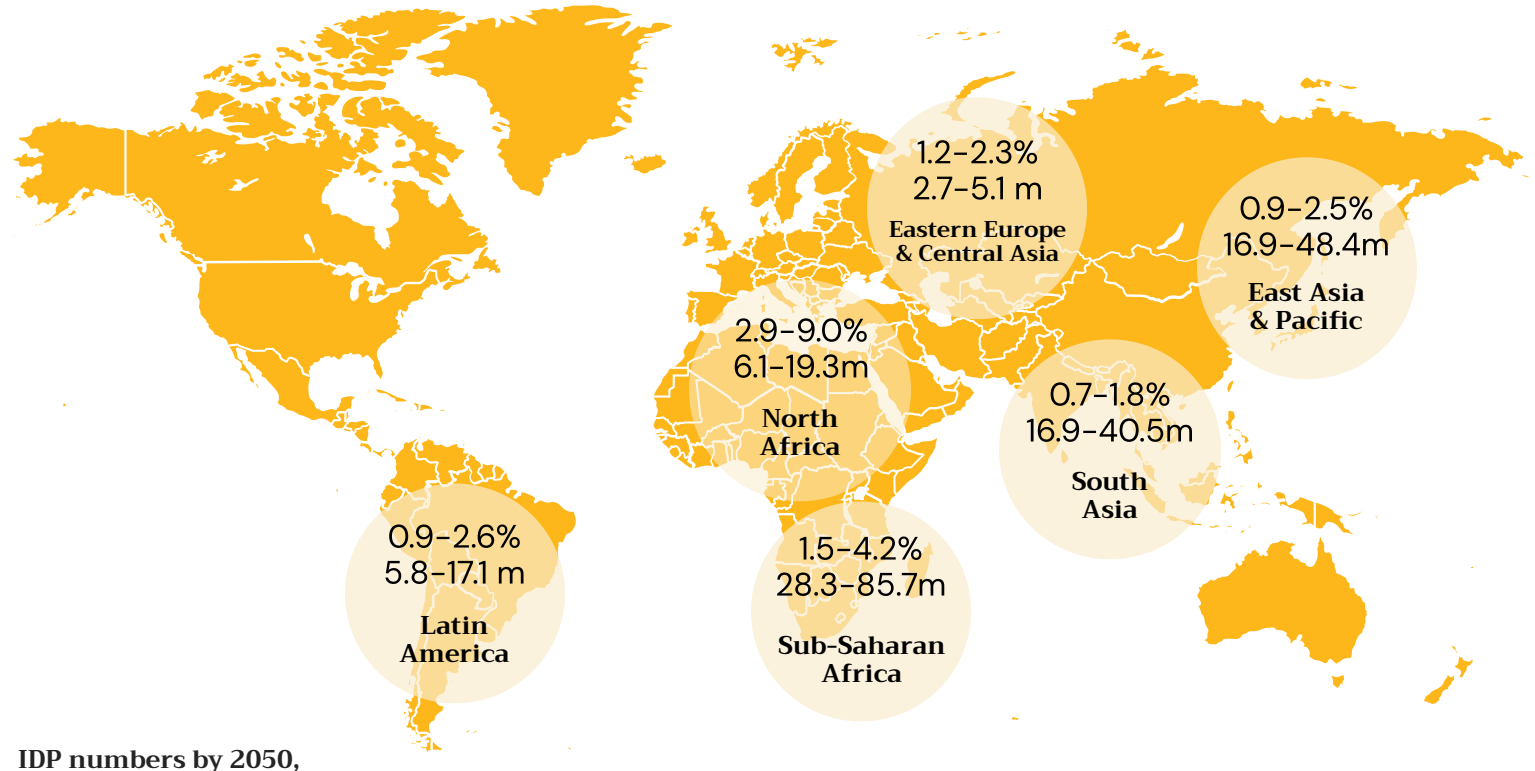 1.2–2.3%
2.7–5.1 m
Eastern Europe
& Central Asia
0.9–2.5%
16.9–48.4m
East Asia
& Pacific
2.9–9.0%
6.1–19.3m
North
Africa
0.7–1.8%
16.9–40.5m
South
Asia
0.9–2.6%
5.8–17.1 m
Latin
America
1.5–4.2%
28.3–85.7m
Sub-Saharan
Africa
IDP numbers by 2050,